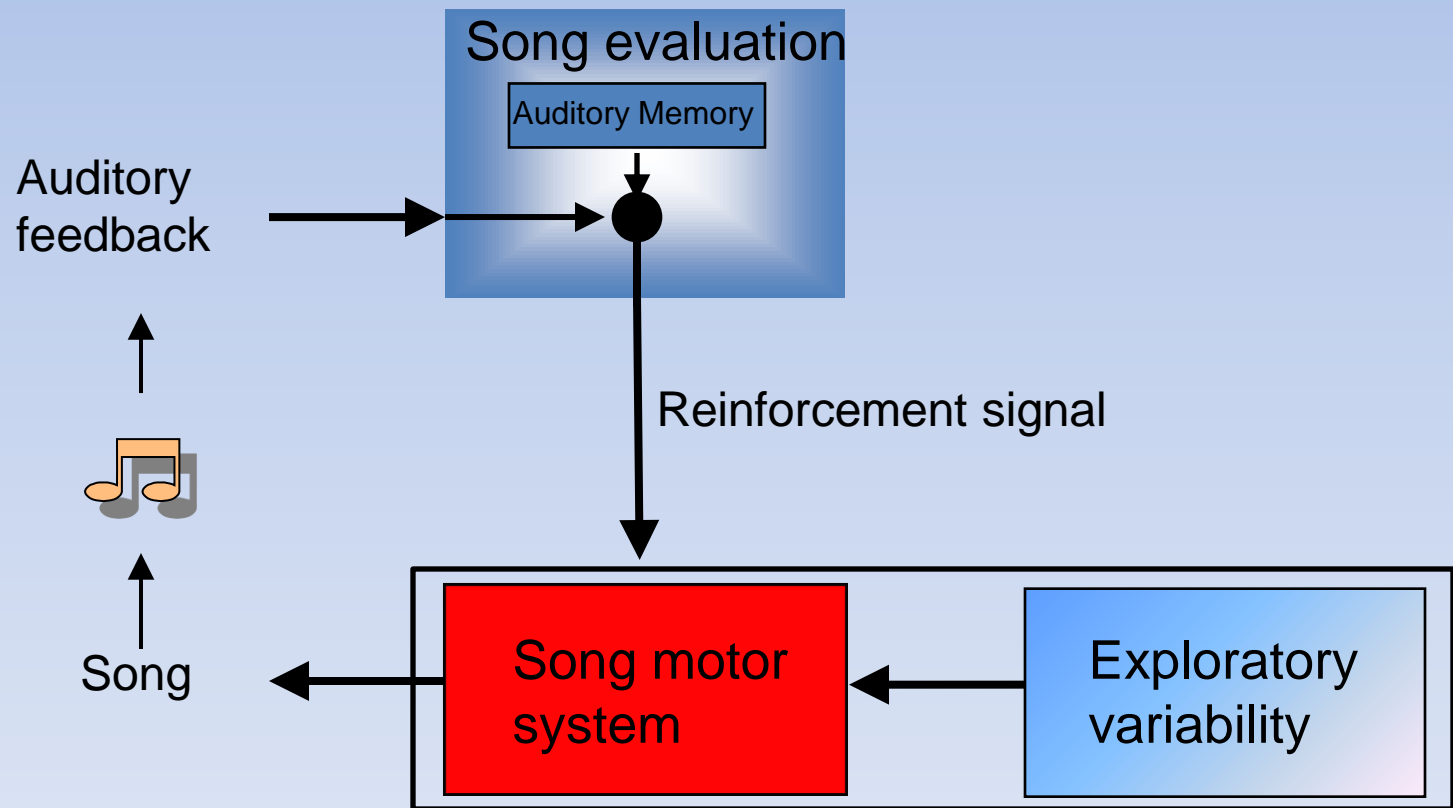 Song evaluation
Auditory Memory
Auditory
feedback
Reinforcement signal
Song
Song motor
system
Exploratory
variability